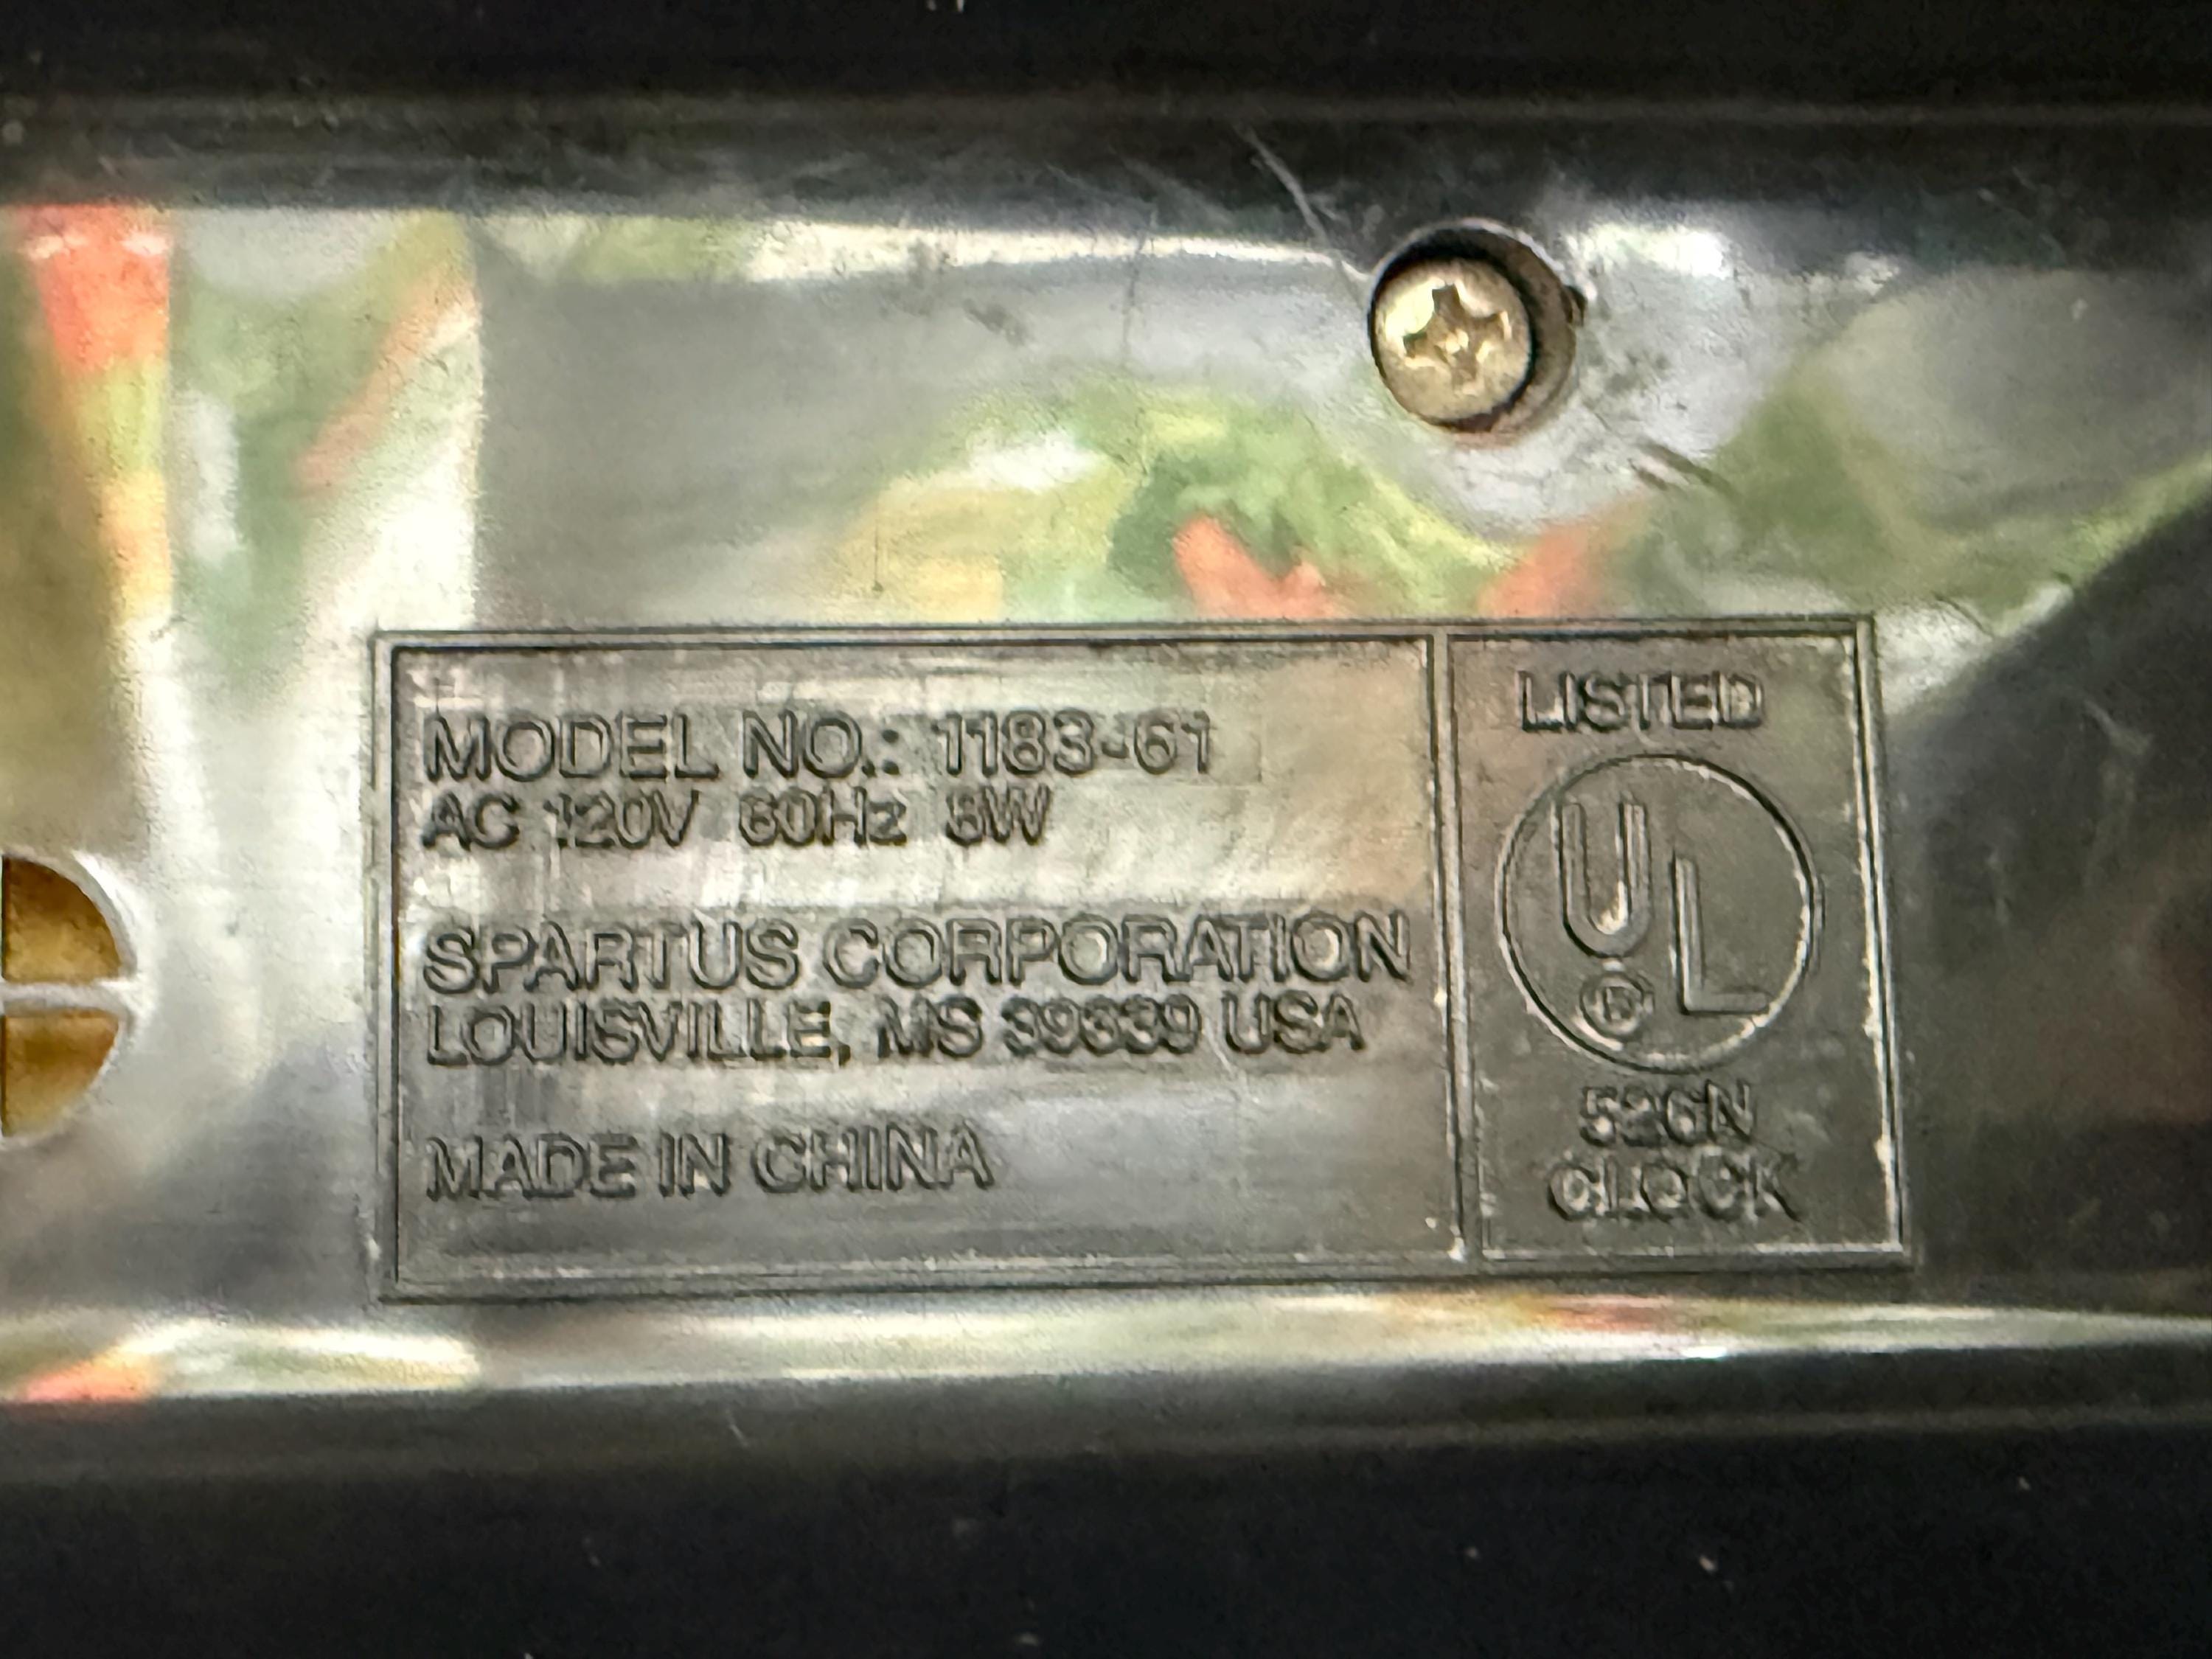 MODEL NO.: 1183-61
AC 120V 60Hz 8W
SPARTUS CORPORATION
LOUISVILLE, MS 39339 USA
MADE IN CHINA
LISTED
UL
®
526N
CLOCK